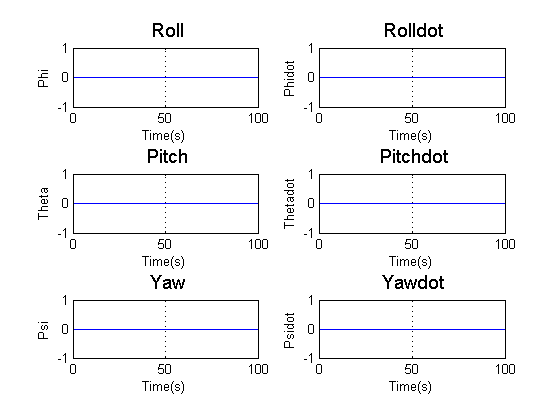 Roll
Rolldot
1
0
-1
Phi
0 50 100
Time(s)
1
0
-1
Phidot
0 50 100
Time(s)
Pitch
Pitchdot
1
0
-1
Theta
0 50 100
Time(s)
1
0
-1
Thetadot
0 50 100
Time(s)
Yaw
Yawdot
1
0
-1
Psi
0 50 100
Time(s)
1
0
-1
Psidot
0 50 100
Time(s)